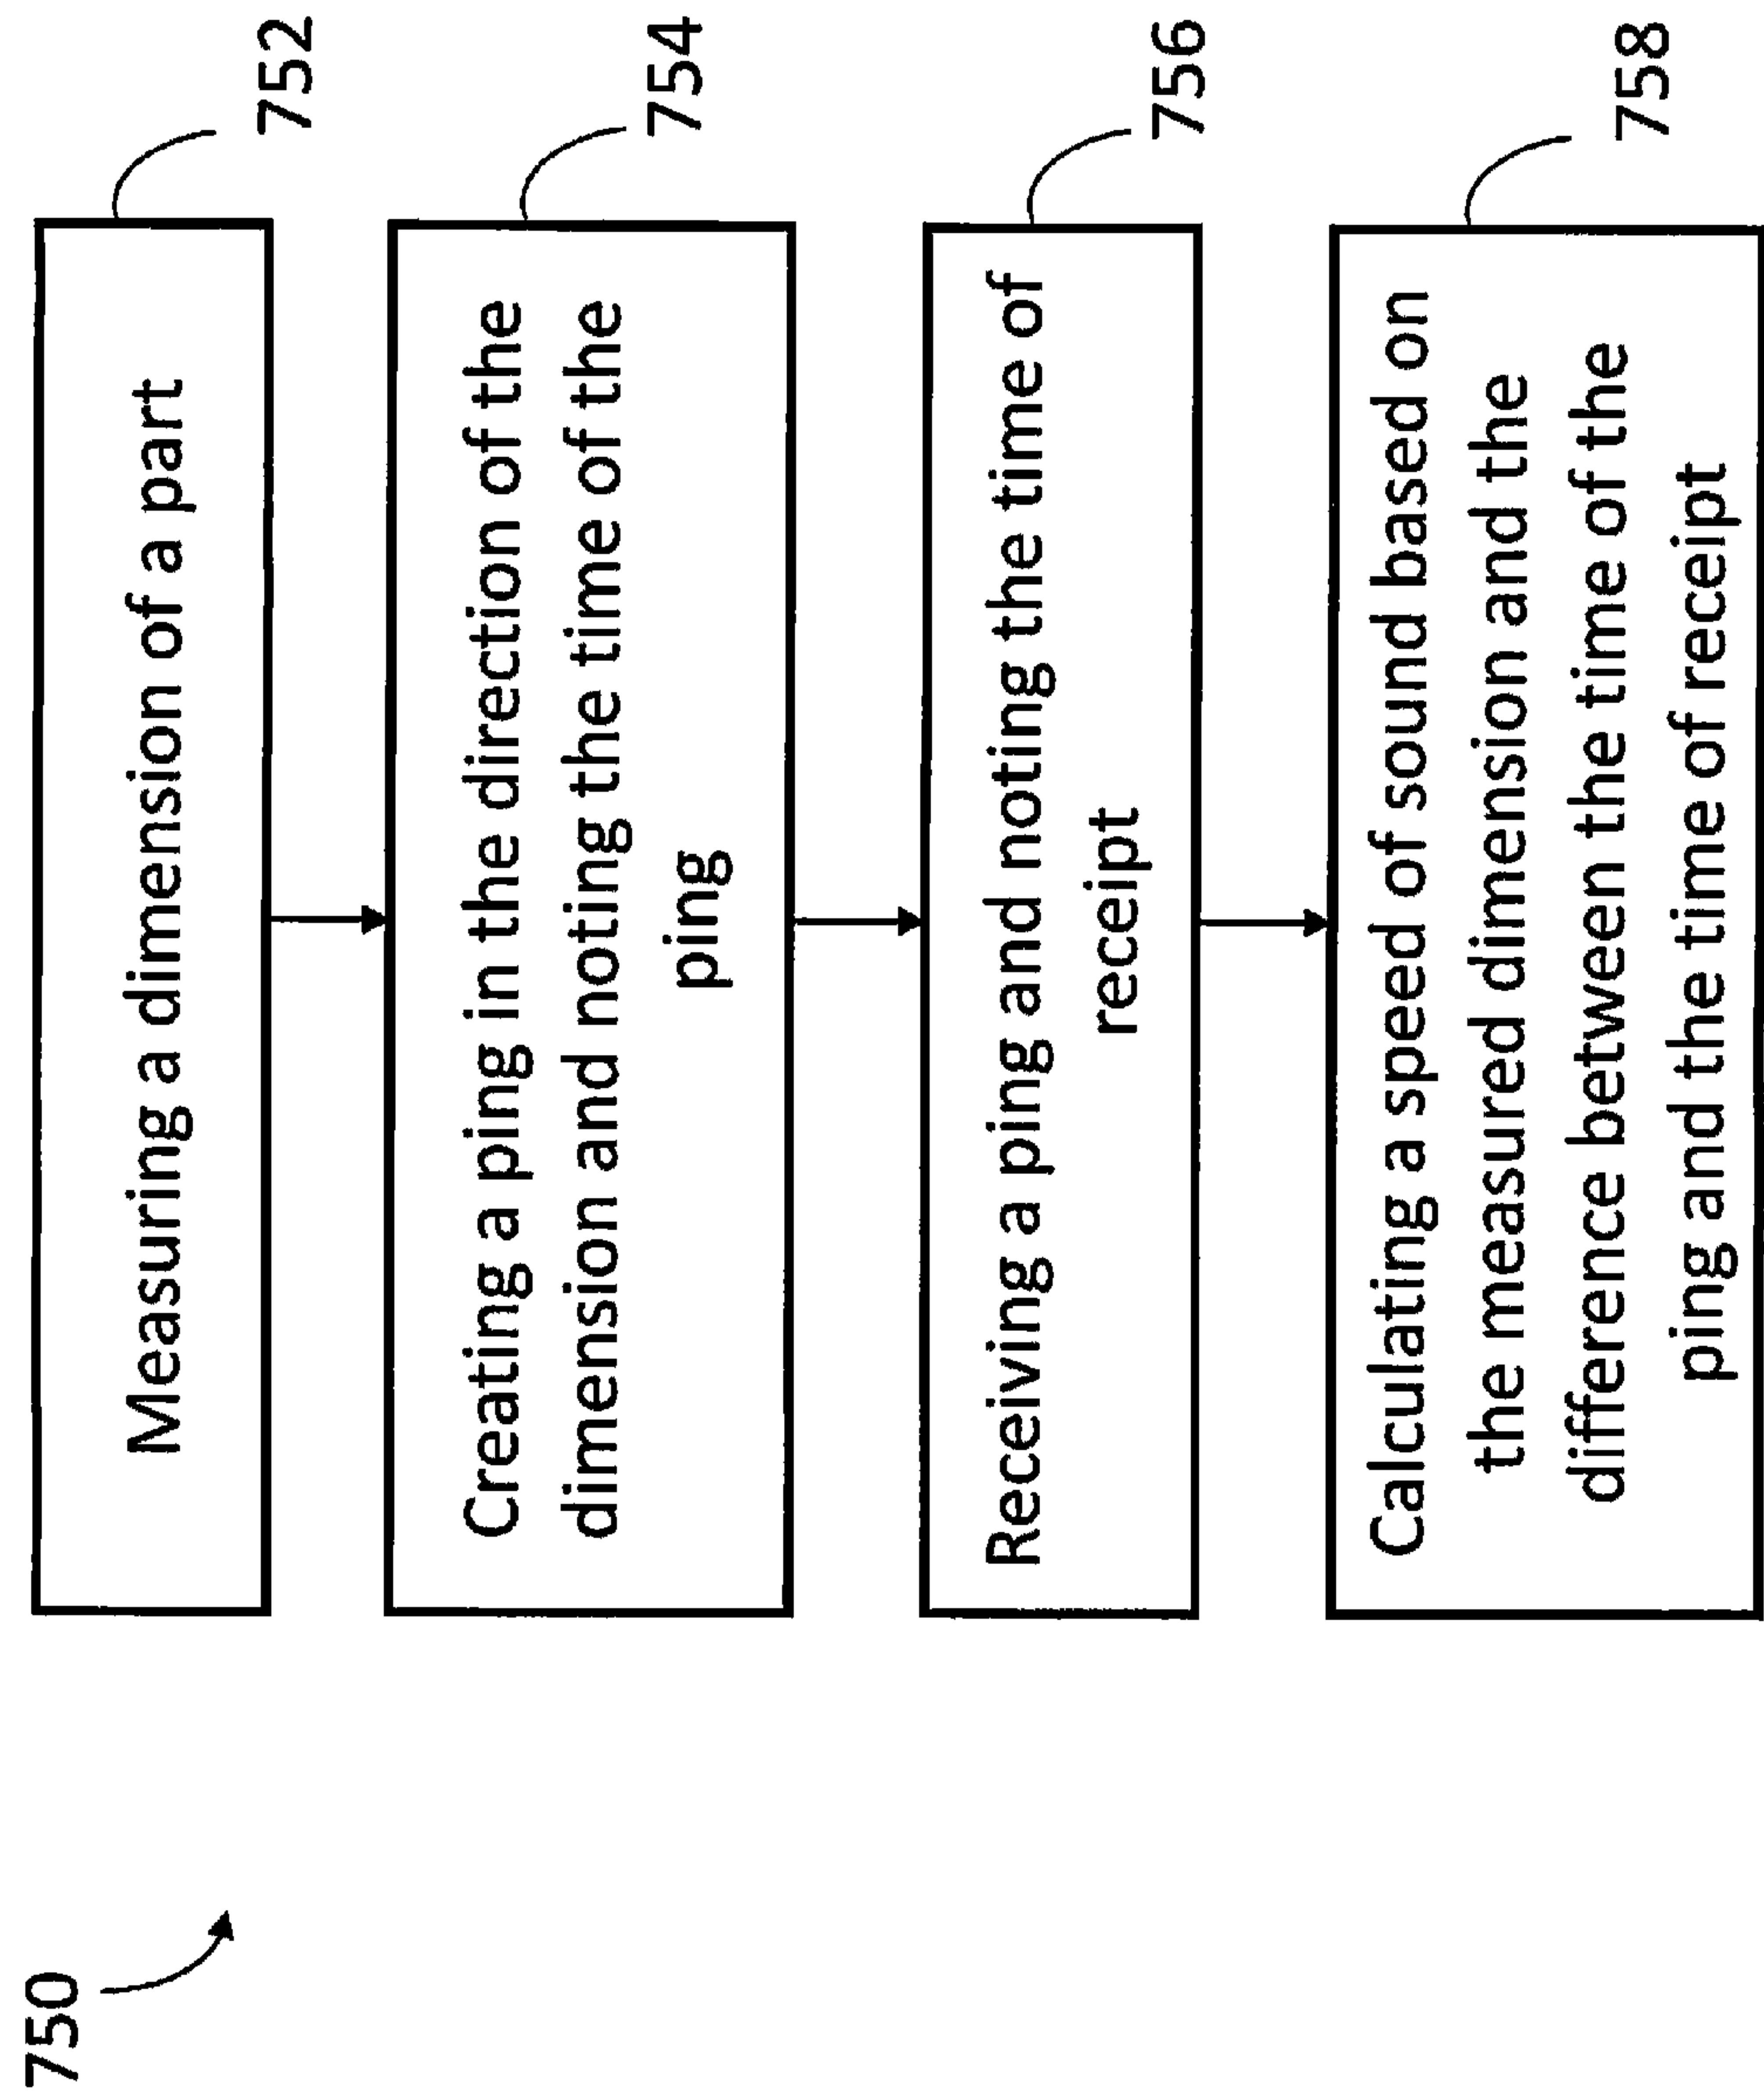 750
752
Measuring a dimension of a part
754
Creating a ping in the direction of the
dimension and noting the time of the
ping
756
Receiving a ping and noting the time of
receipt
758
Calculating a speed of sound based on
the measured dimension and the
difference between the time of the
ping and the time of receipt